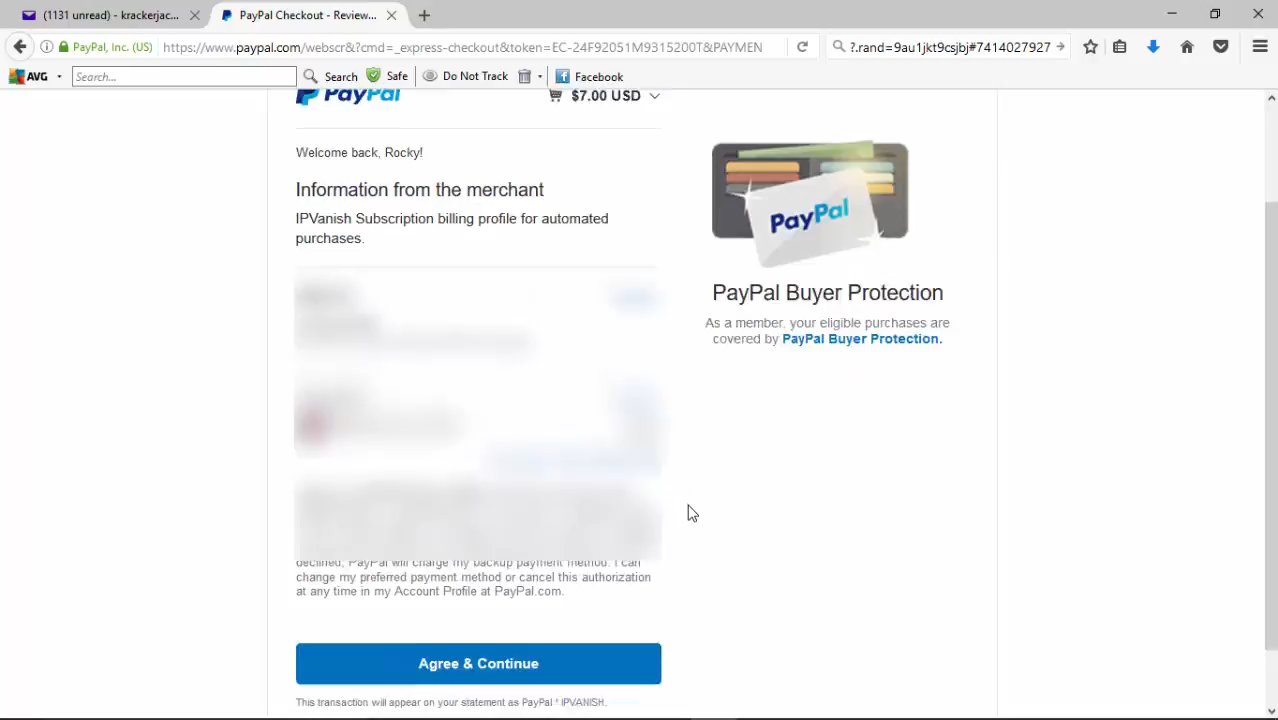 (1131 unread) - krackerjac...
PayPal Checkout - Review...
PayPal, Inc. (US)
https://www.paypal.com/webscr&?cmd=_express-checkout&token=EC-24F92051M9315200T&PAYMEN
?.rand=9au1jkt9csjbj#7414027927
AVG
Search...
Search
Safe
Do Not Track
Facebook
PayPal
$7.00 USD
Welcome back, Rocky!
Information from the merchant
IPVanish Subscription billing profile for automated
purchases.
PayPal
PayPal Buyer Protection
As a member, your eligible purchases are
covered by PayPal Buyer Protection.
declined, PayPal will charge my backup payment method. I can
change my preferred payment method or cancel this authorization
at any time in my Account Profile at PayPal.com.
Agree & Continue
This transaction will appear on your statement as PayPal * IPVANISH.